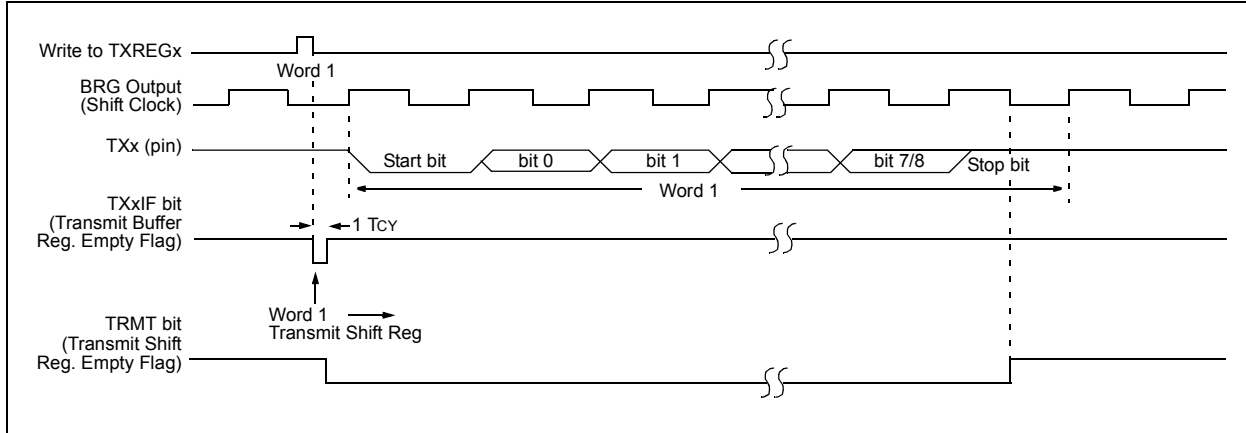 Write to TXREGx
Word 1
BRG Output
(Shift Clock)
TXx (pin)
Start bit
bit 0
bit 1
bit 7/8
Stop bit
Word 1
TXxIF bit
(Transmit Buffer
Reg. Empty Flag)
1 TCY
Word 1
Transmit Shift Reg
TRMT bit
(Transmit Shift
Reg. Empty Flag)